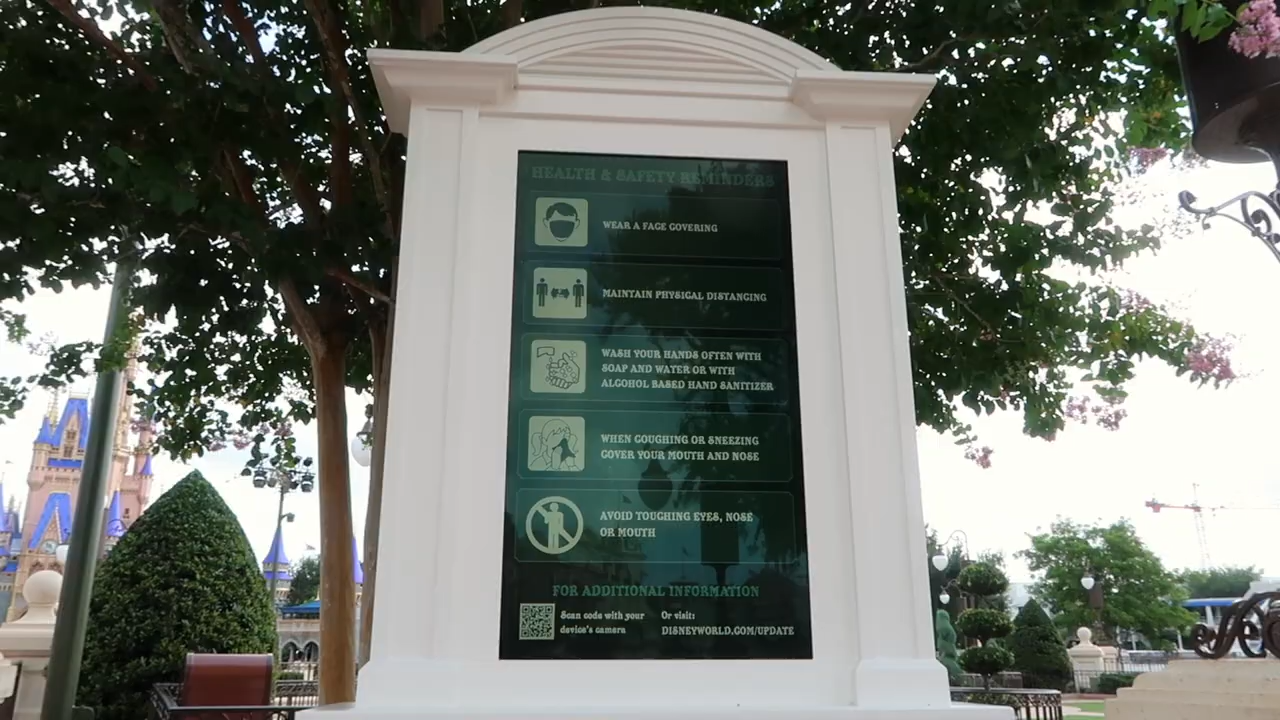 HEALTH & SAFETY REMINDERS
WEAR A FACE COVERING
MAINTAIN PHYSICAL DISTANCING
WASH YOUR HANDS OFTEN WITH
SOAP AND WATER OR WITH
ALCOHOL BASED HAND SANITIZER
WHEN COUGHING OR SNEEZING
COVER YOUR MOUTH AND NOSE
AVOID TOUCHING EYES, NOSE
OR MOUTH
FOR ADDITIONAL INFORMATION
Scan code with your
device's camera
Or visit:
DISNEYWORLD.COM/UPDATE